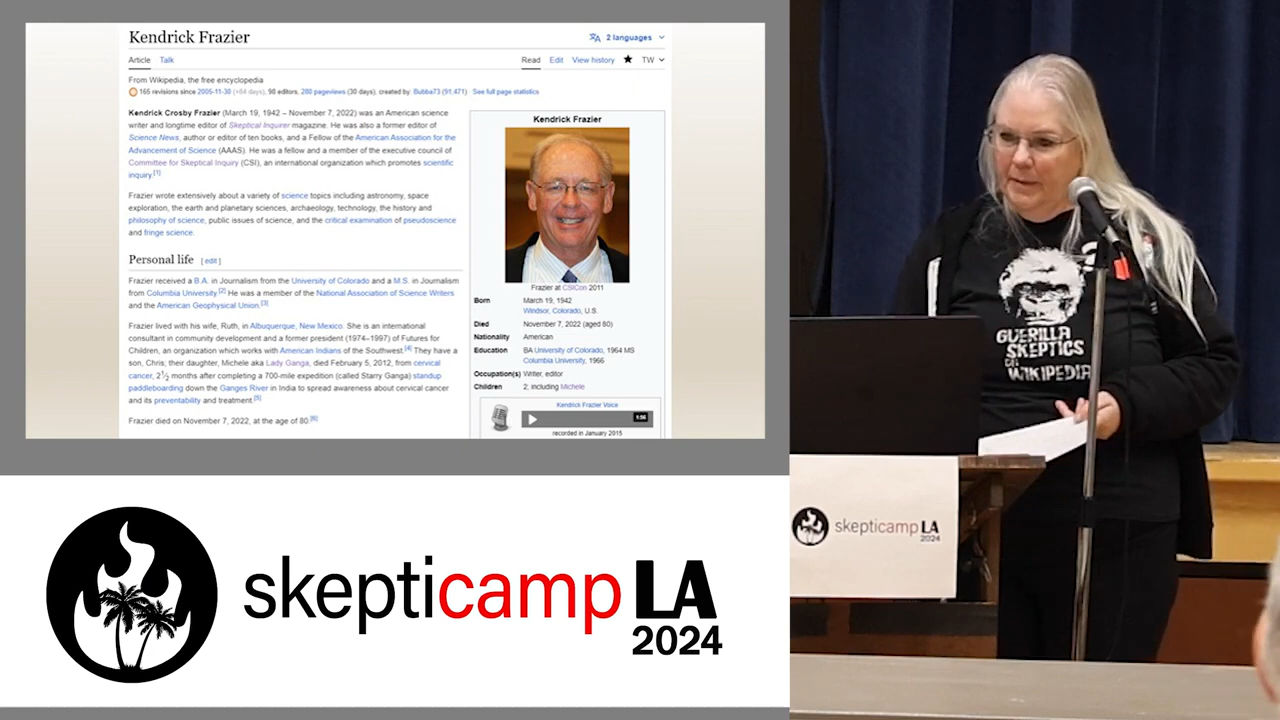 Kendrick Frazier
2 languages
Article Talk
Read Edit View history TW
From Wikipedia, the free encyclopedia
165 revisions since 2005-11-30 (+84 days), 98 editors, 280 pageviews (30 days), created by: Bubba73 (91,471) · See full page statistics
Kendrick Crosby Frazier (March 19, 1942 – November 7, 2022) was an American science
writer and longtime editor of Skeptical Inquirer magazine. He was also a former editor of
Science News, author or editor of ten books, and a Fellow of the American Association for the
Advancement of Science (AAAS). He was a fellow and a member of the executive council of
Committee for Skeptical Inquiry (CSI), an international organization which promotes scientific
inquiry.[1]
Frazier wrote extensively about a variety of science topics including astronomy, space
exploration, the earth and planetary sciences, archaeology, technology, the history and
philosophy of science, public issues of science, and the critical examination of pseudoscience
and fringe science.
Personal life [ edit ]
Frazier received a B.A. in Journalism from the University of Colorado and a M.S. in Journalism
from Columbia University.[2] He was a member of the National Association of Science Writers
and the American Geophysical Union.[3]
Frazier lived with his wife, Ruth, in Albuquerque, New Mexico. She is an international
consultant in community development and a former president (1974–1997) of Futures for
Children, an organization which works with American Indians of the Southwest.[4] They have a
son, Chris; their daughter, Michele aka Lady Ganga, died February 5, 2012, from cervical
cancer, 2½ months after completing a 700-mile expedition (called Starry Ganga) standup
paddleboarding down the Ganges River in India to spread awareness about cervical cancer
and its preventability and treatment.[5]
Frazier died on November 7, 2022, at the age of 80.[6]
Kendrick Frazier
Frazier at CSICon 2011
Born March 19, 1942
Windsor, Colorado, U.S.
Died November 7, 2022 (aged 80)
Nationality American
Education BA University of Colorado, 1964 MS
Columbia University, 1966
Occupation(s) Writer, editor
Children 2, including Michele
Kendrick Frazier Voice
recorded in January 2015
skepticamp LA
2024
GUERILLA
SKEPTICS
ON
WIKIPEDIA
skepticamp LA
2024